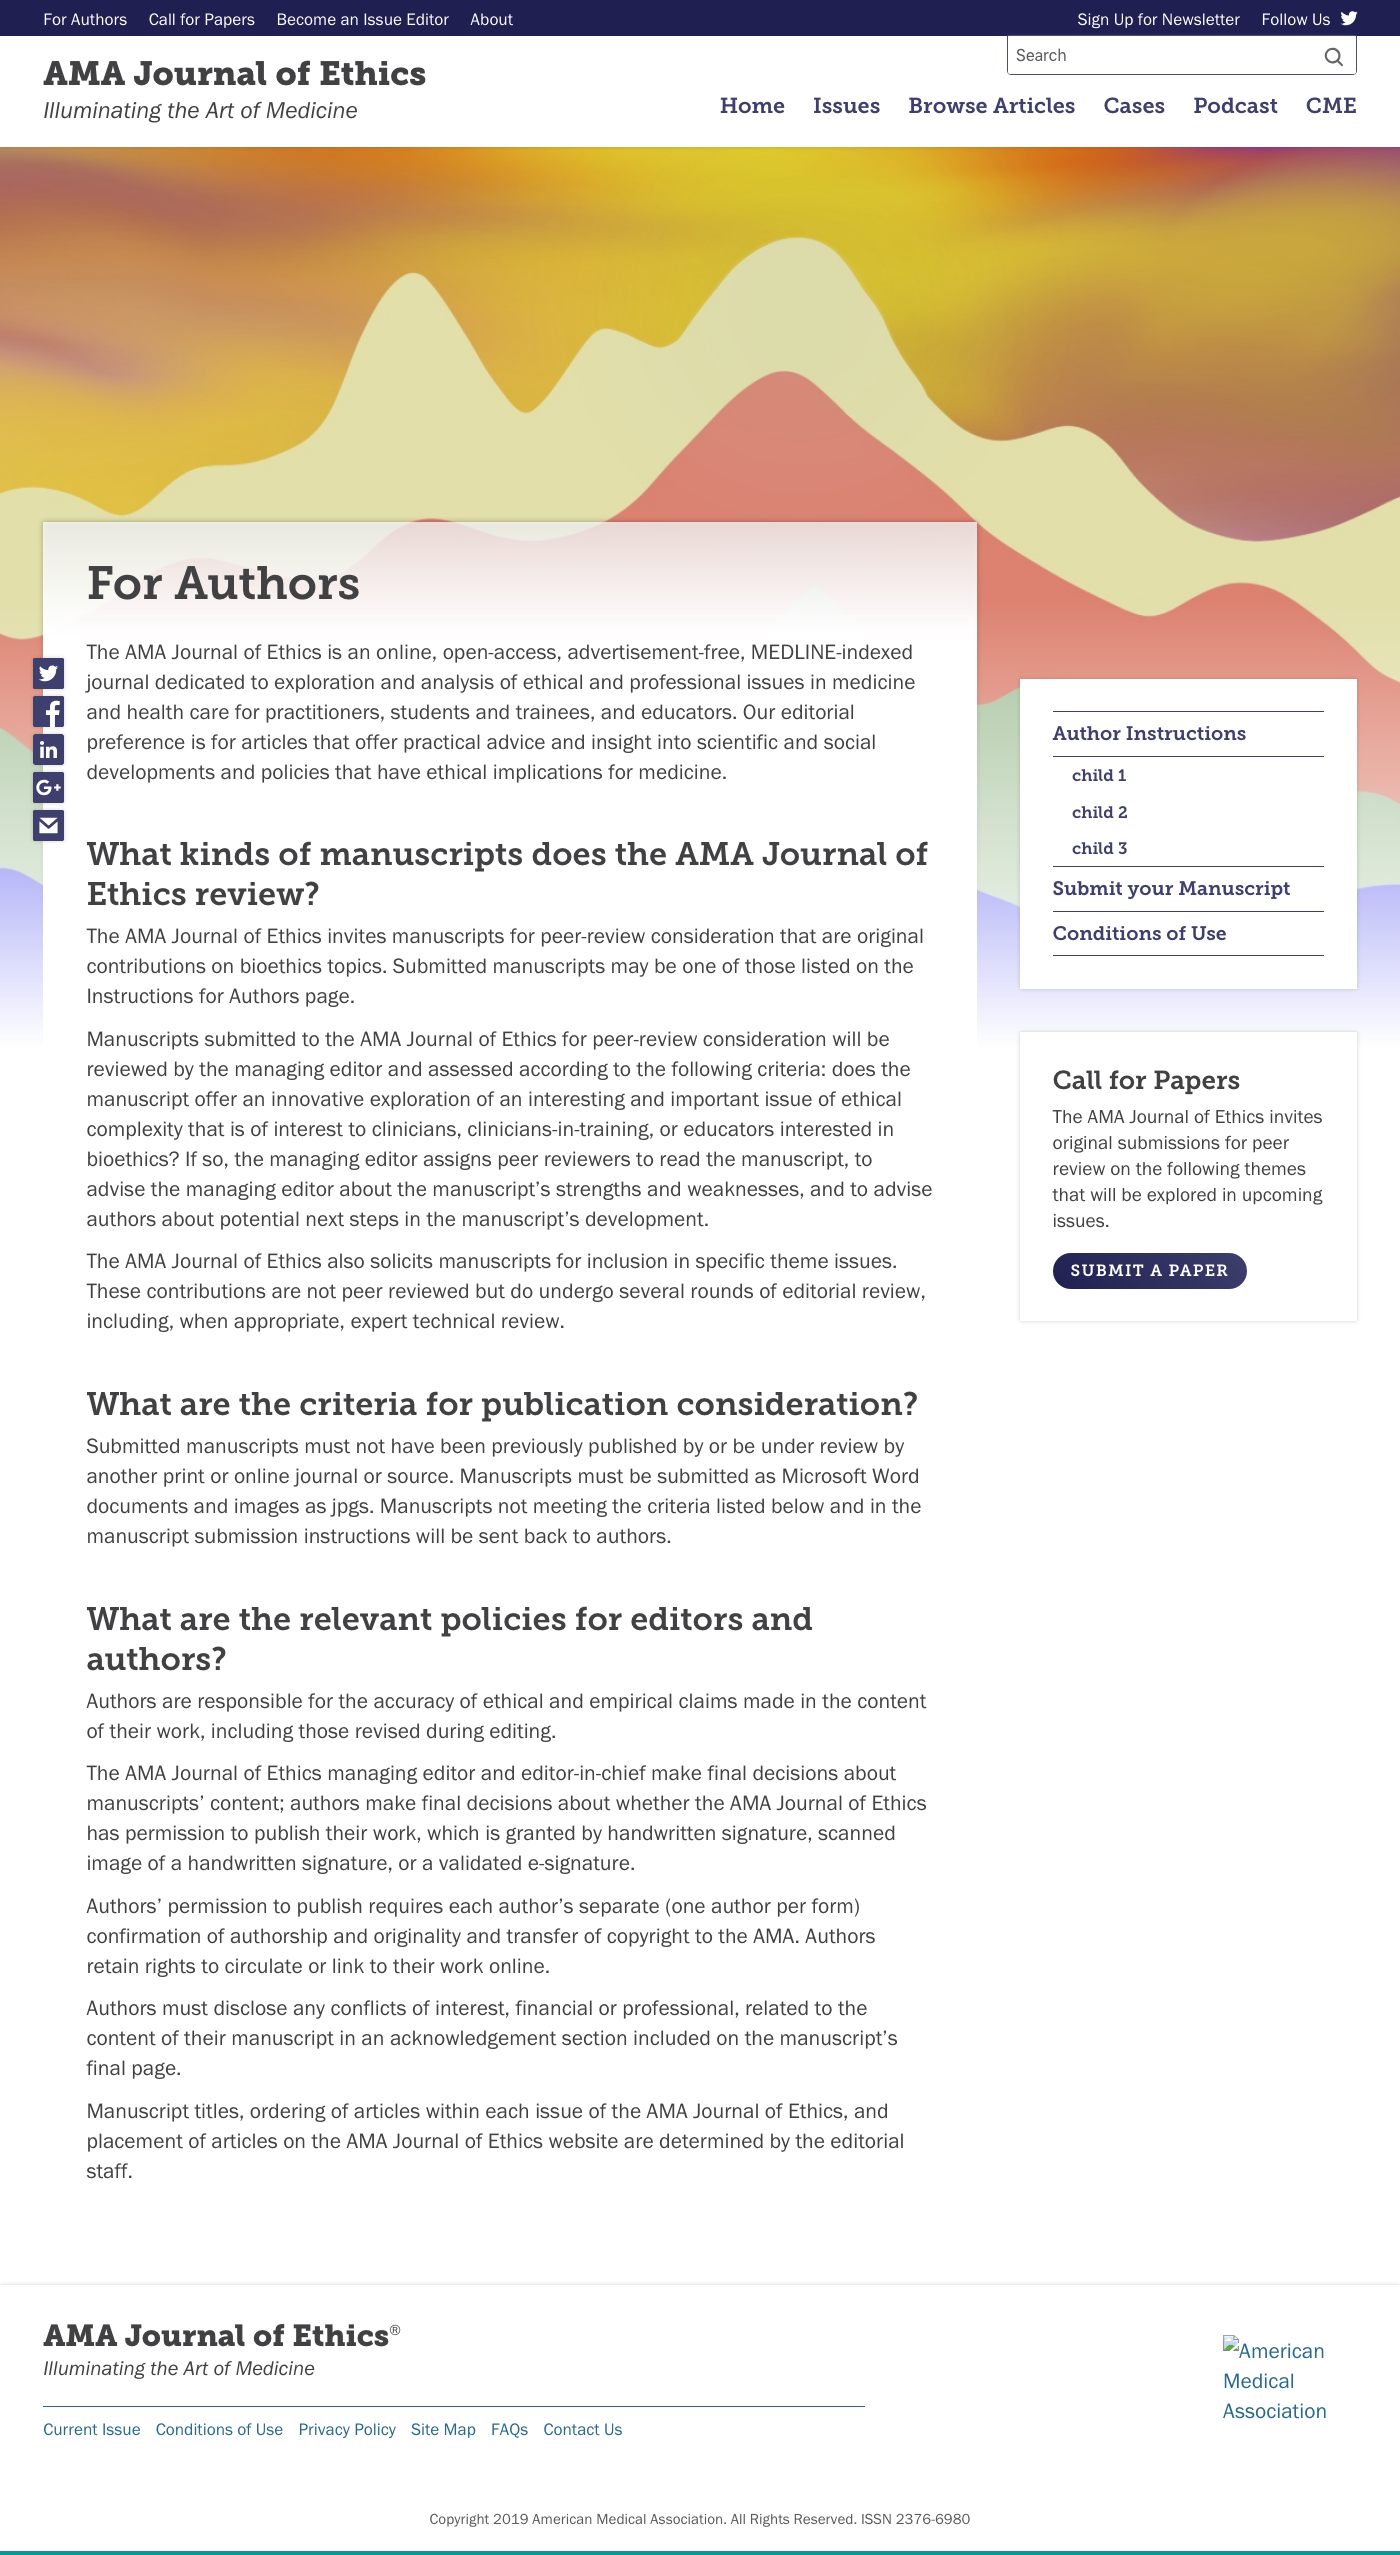 For Authors Call for Papers Become an Issue Editor About Sign Up for Newsletter Follow Us
Search
AMA Journal of Ethics
Illuminating the Art of Medicine
Home Issues Browse Articles Cases Podcast CME
For Authors
The AMA Journal of Ethics is an online, open-access, advertisement-free, MEDLINE-indexed
journal dedicated to exploration and analysis of ethical and professional issues in medicine
and health care for practitioners, students and trainees, and educators. Our editorial
preference is for articles that offer practical advice and insight into scientific and social
developments and policies that have ethical implications for medicine.
What kinds of manuscripts does the AMA Journal of
Ethics review?
The AMA Journal of Ethics invites manuscripts for peer-review consideration that are original
contributions on bioethics topics. Submitted manuscripts may be one of those listed on the
Instructions for Authors page.
Manuscripts submitted to the AMA Journal of Ethics for peer-review consideration will be
reviewed by the managing editor and assessed according to the following criteria: does the
manuscript offer an innovative exploration of an interesting and important issue of ethical
complexity that is of interest to clinicians, clinicians-in-training, or educators interested in
bioethics? If so, the managing editor assigns peer reviewers to read the manuscript, to
advise the managing editor about the manuscript’s strengths and weaknesses, and to advise
authors about potential next steps in the manuscript’s development.
The AMA Journal of Ethics also solicits manuscripts for inclusion in specific theme issues.
These contributions are not peer reviewed but do undergo several rounds of editorial review,
including, when appropriate, expert technical review.
What are the criteria for publication consideration?
Submitted manuscripts must not have been previously published by or be under review by
another print or online journal or source. Manuscripts must be submitted as Microsoft Word
documents and images as jpgs. Manuscripts not meeting the criteria listed below and in the
manuscript submission instructions will be sent back to authors.
What are the relevant policies for editors and
authors?
Authors are responsible for the accuracy of ethical and empirical claims made in the content
of their work, including those revised during editing.
The AMA Journal of Ethics managing editor and editor-in-chief make final decisions about
manuscripts’ content; authors make final decisions about whether the AMA Journal of Ethics
has permission to publish their work, which is granted by handwritten signature, scanned
image of a handwritten signature, or a validated e-signature.
Authors’ permission to publish requires each author’s separate (one author per form)
confirmation of authorship and originality and transfer of copyright to the AMA. Authors
retain rights to circulate or link to their work online.
Authors must disclose any conflicts of interest, financial or professional, related to the
content of their manuscript in an acknowledgement section included on the manuscript’s
final page.
Manuscript titles, ordering of articles within each issue of the AMA Journal of Ethics, and
placement of articles on the AMA Journal of Ethics website are determined by the editorial
staff.
Author Instructions
child 1
child 2
child 3
Submit your Manuscript
Conditions of Use
Call for Papers
The AMA Journal of Ethics invites
original submissions for peer
review on the following themes
that will be explored in upcoming
issues.
SUBMIT A PAPER
AMA Journal of Ethics®
Illuminating the Art of Medicine
Current Issue Conditions of Use Privacy Policy Site Map FAQs Contact Us
American
Medical
Association
Copyright 2019 American Medical Association. All Rights Reserved. ISSN 2376-6980